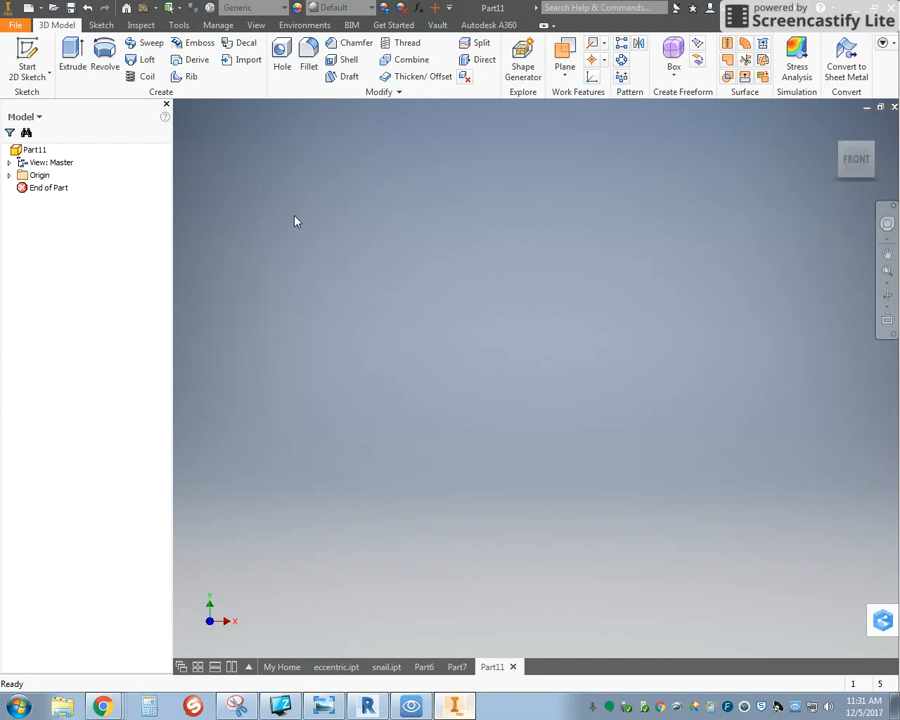 Generic
Default
Part11
Search Help & Commands...
powered by
Screencastify Lite
File
3D Model
Sketch
Inspect
Tools
Manage
View
Environments
BIM
Get Started
Vault
Autodesk A360
Start
2D Sketch
Sketch
Extrude
Revolve
Sweep
Loft
Coil
Emboss
Derive
Rib
Decal
Import
Create
Hole
Fillet
Chamfer
Shell
Draft
Thread
Combine
Thicken/ Offset
Split
Direct
Modify
Shape
Generator
Explore
Plane
Work Features
Pattern
Box
Create Freeform
Surface
Stress
Analysis
Simulation
Convert to
Sheet Metal
Convert
Model
Part11
View: Master
Origin
End of Part
FRONT
Y
X
My Home
eccentric.ipt
snail.ipt
Part6
Part7
Part11
Ready
1
5
11:31 AM
12/5/2017